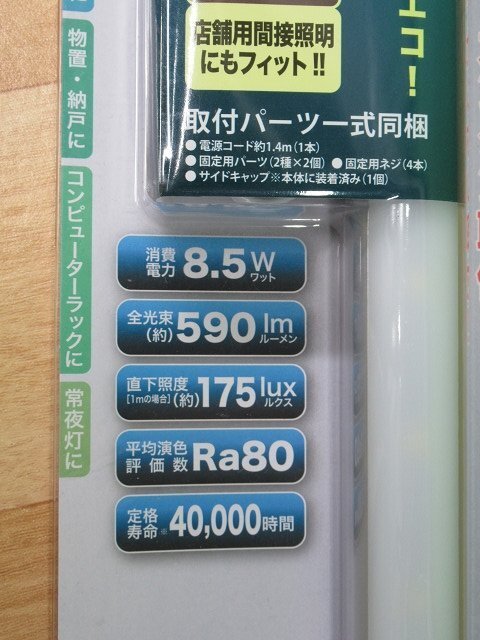 店舗用間接照明
にもフィット!!
エコ!
取付パーツ一式同梱
●電源コード約1.4m(1本)
●固定用パーツ(2種×2個) ●固定用ネジ(4本)
●サイドキャップ※本体に装着済み(1個)
物置・納戸に
コンピューターラックに
常夜灯に
消費電力 8.5W ワット
全光束(約) 590lm ルーメン
直下照度[1mの場合](約) 175lux ルクス
平均演色評価数 Ra80
定格寿命※ 40,000時間